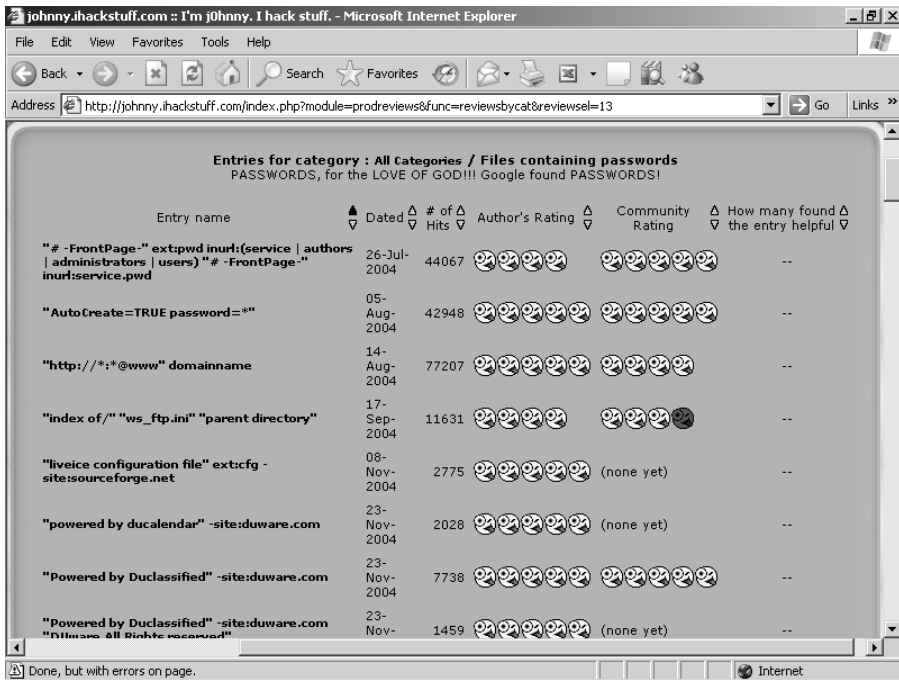 johnny.ihackstuff.com :: I'm j0hnny. I hack stuff. - Microsoft Internet Explorer
File Edit View Favorites Tools Help
Back Search Favorites
Address http://johnny.ihackstuff.com/index.php?module=prodreviews&func=reviewsbycat&reviewsel=13 Go Links »
Entries for category : All Categories / Files containing passwords
PASSWORDS, for the LOVE OF GOD!!! Google found PASSWORDS!
Entry name Dated # of Hits Author's Rating Community Rating How many found the entry helpful
"# -FrontPage-" ext:pwd inurl:(service | authors
| administrators | users) "# -FrontPage-"
inurl:service.pwd
26-Jul-
2004
44067 --
"AutoCreate=TRUE password=*"
05-
Aug-
2004
42948 --
"http://*:*@www" domainname
14-
Aug-
2004
77207 --
"index of/" "ws_ftp.ini" "parent directory"
17-
Sep-
2004
11631 --
"liveice configuration file" ext:cfg -
site:sourceforge.net
08-
Nov-
2004
2775 (none yet) --
"powered by ducalendar" -site:duware.com
23-
Nov-
2004
2028 (none yet) --
"Powered by Duclassified" -site:duware.com
23-
Nov-
2004
7738 --
"Powered by Duclassified" -site:duware.com
"DUware All Rights reserved"
23-
Nov-
1459 (none yet) --
Done, but with errors on page. Internet